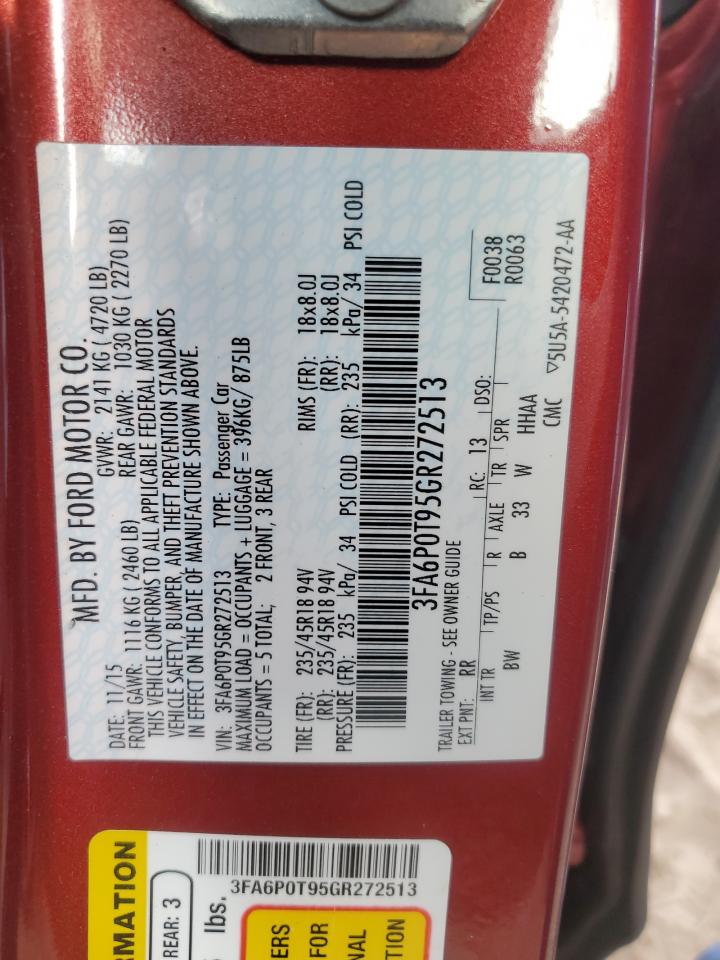 MFD. BY FORD MOTOR CO.
DATE: 11/15 GVWR: 2141 KG ( 4720 LB)
FRONT GAWR: 1116 KG ( 2460 LB) REAR GAWR: 1030 KG ( 2270 LB)
THIS VEHICLE CONFORMS TO ALL APPLICABLE FEDERAL MOTOR
VEHICLE SAFETY, BUMPER, AND THEFT PREVENTION STANDARDS
IN EFFECT ON THE DATE OF MANUFACTURE SHOWN ABOVE.
VIN: 3FA6P0T95GR272513 TYPE: Passenger Car
MAXIMUM LOAD = OCCUPANTS + LUGGAGE = 396KG/ 875LB
OCCUPANTS = 5 TOTAL; 2 FRONT, 3 REAR
TIRE (FR): 235/45R18 94V RIMS (FR): 18x8.0J
(RR): 235/45R18 94V (RR): 18x8.0J
PRESSURE (FR): 235 kPa/ 34 PSI COLD (RR): 235 kPa/ 34 PSI COLD
3FA6P0T95GR272513
TRAILER TOWING - SEE OWNER GUIDE
EXT PNT: RR RC: 13 DSO:
F0038
R0063
INT TR TP/PS R AXLE TR SPR
BW B 33 W HHAA
CMC ▽5U5A-5420472-AA
RMATION
REAR: 3
lbs.
3FA6P0T95GR272513
ERS
FOR
NAL
TION